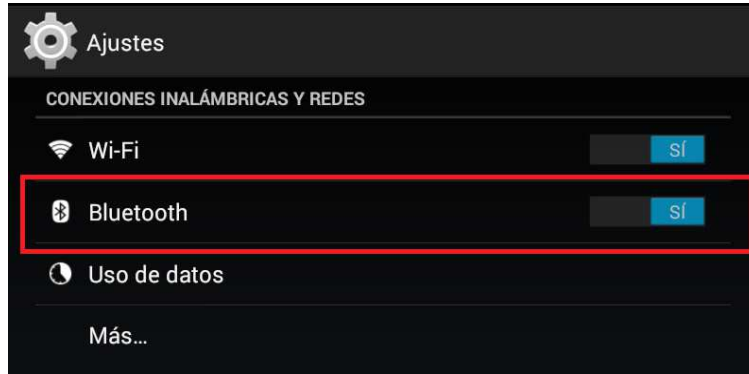 Ajustes
CONEXIONES INALÁMBRICAS Y REDES
Wi-Fi SÍ
Bluetooth SÍ
Uso de datos
Más...